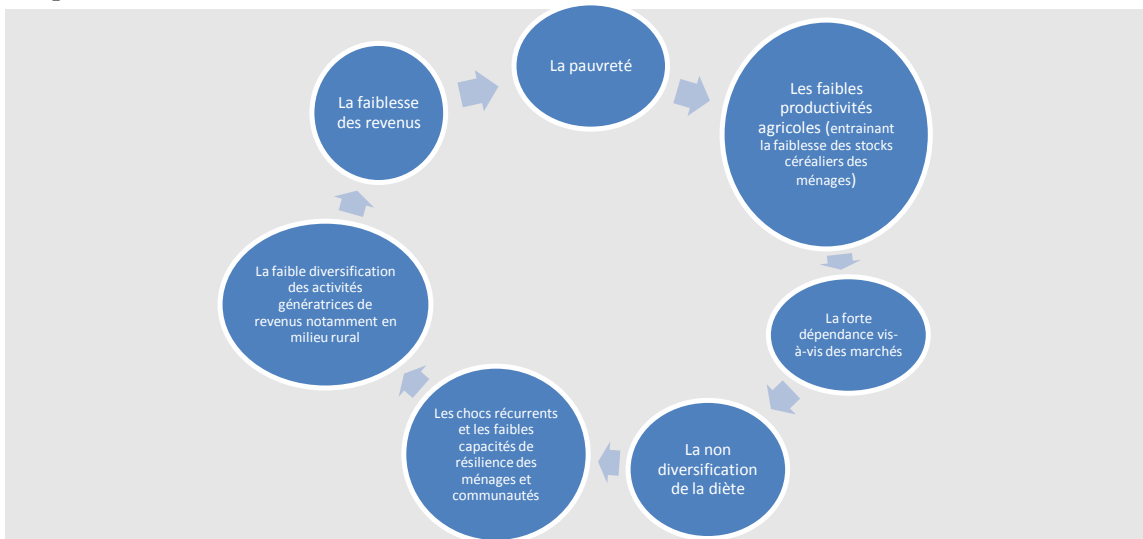 La pauvreté
Les faibles
productivités
agricoles (entrainant
la faiblesse des stocks
céréaliers des
ménages)
La forte
dépendance vis-
à-vis des marchés
La non
diversification
de la diète
Les chocs récurrents
et les faibles
capacités de
résilience des
ménages et
communautés
La faible diversification
des activités
génératrices de
revenus notamment en
milieu rural
La faiblesse
des revenus